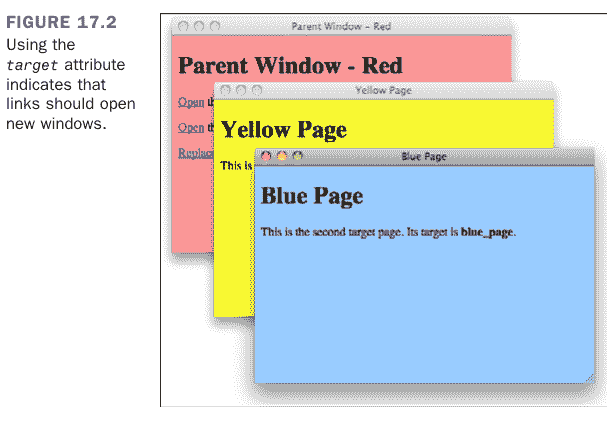 FIGURE 17.2
Using the
target attribute
indicates that
links should open
new windows.
Parent Window - Red
Parent Window - Red
Open
Open
Yellow Page
Yellow Page
This is
Blue Page
Blue Page
This is the second target page. Its target is blue_page.